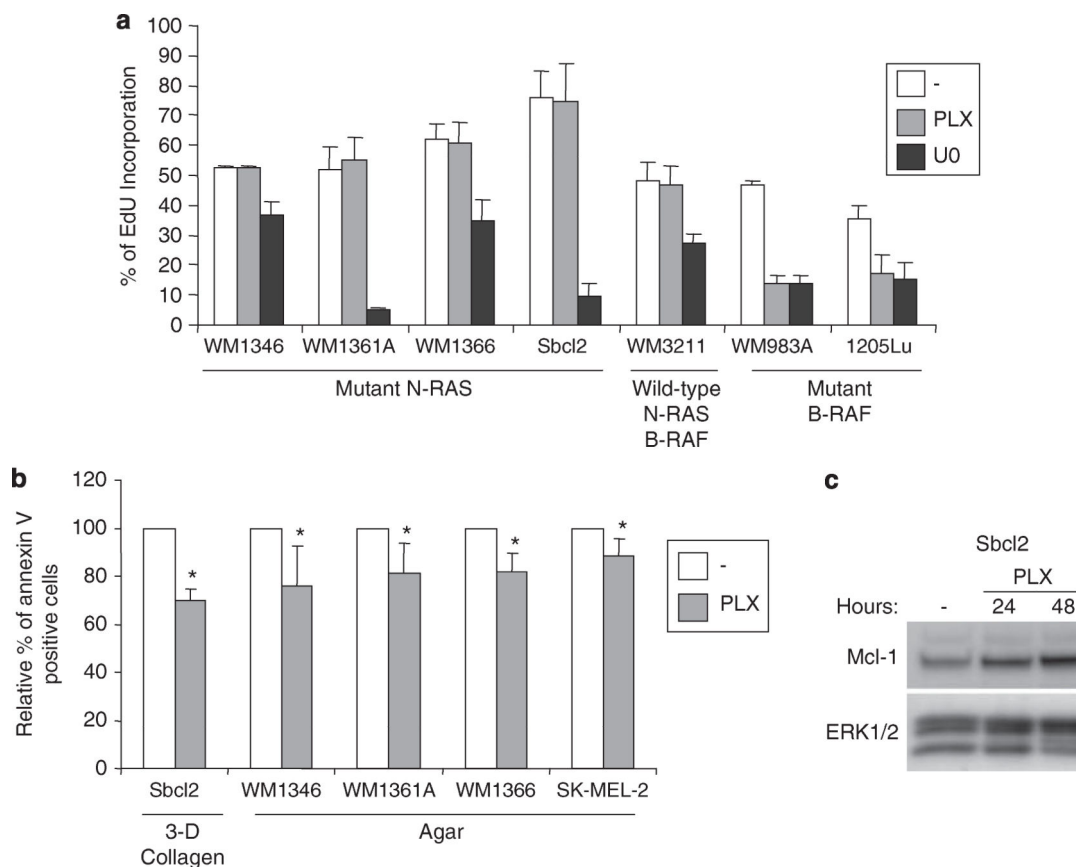 a
% of EdU Incorporation
100
90
80
70
60
50
40
30
20
10
0
-
PLX
U0
WM1346 WM1361A WM1366 Sbcl2 WM3211 WM983A 1205Lu
Mutant N-RAS
Wild-type
N-RAS
B-RAF
Mutant
B-RAF
b
Relative % of annexin V
positive cells
120
100
80
60
40
20
0
* * * * *
-
PLX
Sbcl2 WM1346 WM1361A WM1366 SK-MEL-2
3-D
Collagen
Agar
c
Sbcl2
PLX
Hours: - 24 48
Mcl-1
ERK1/2